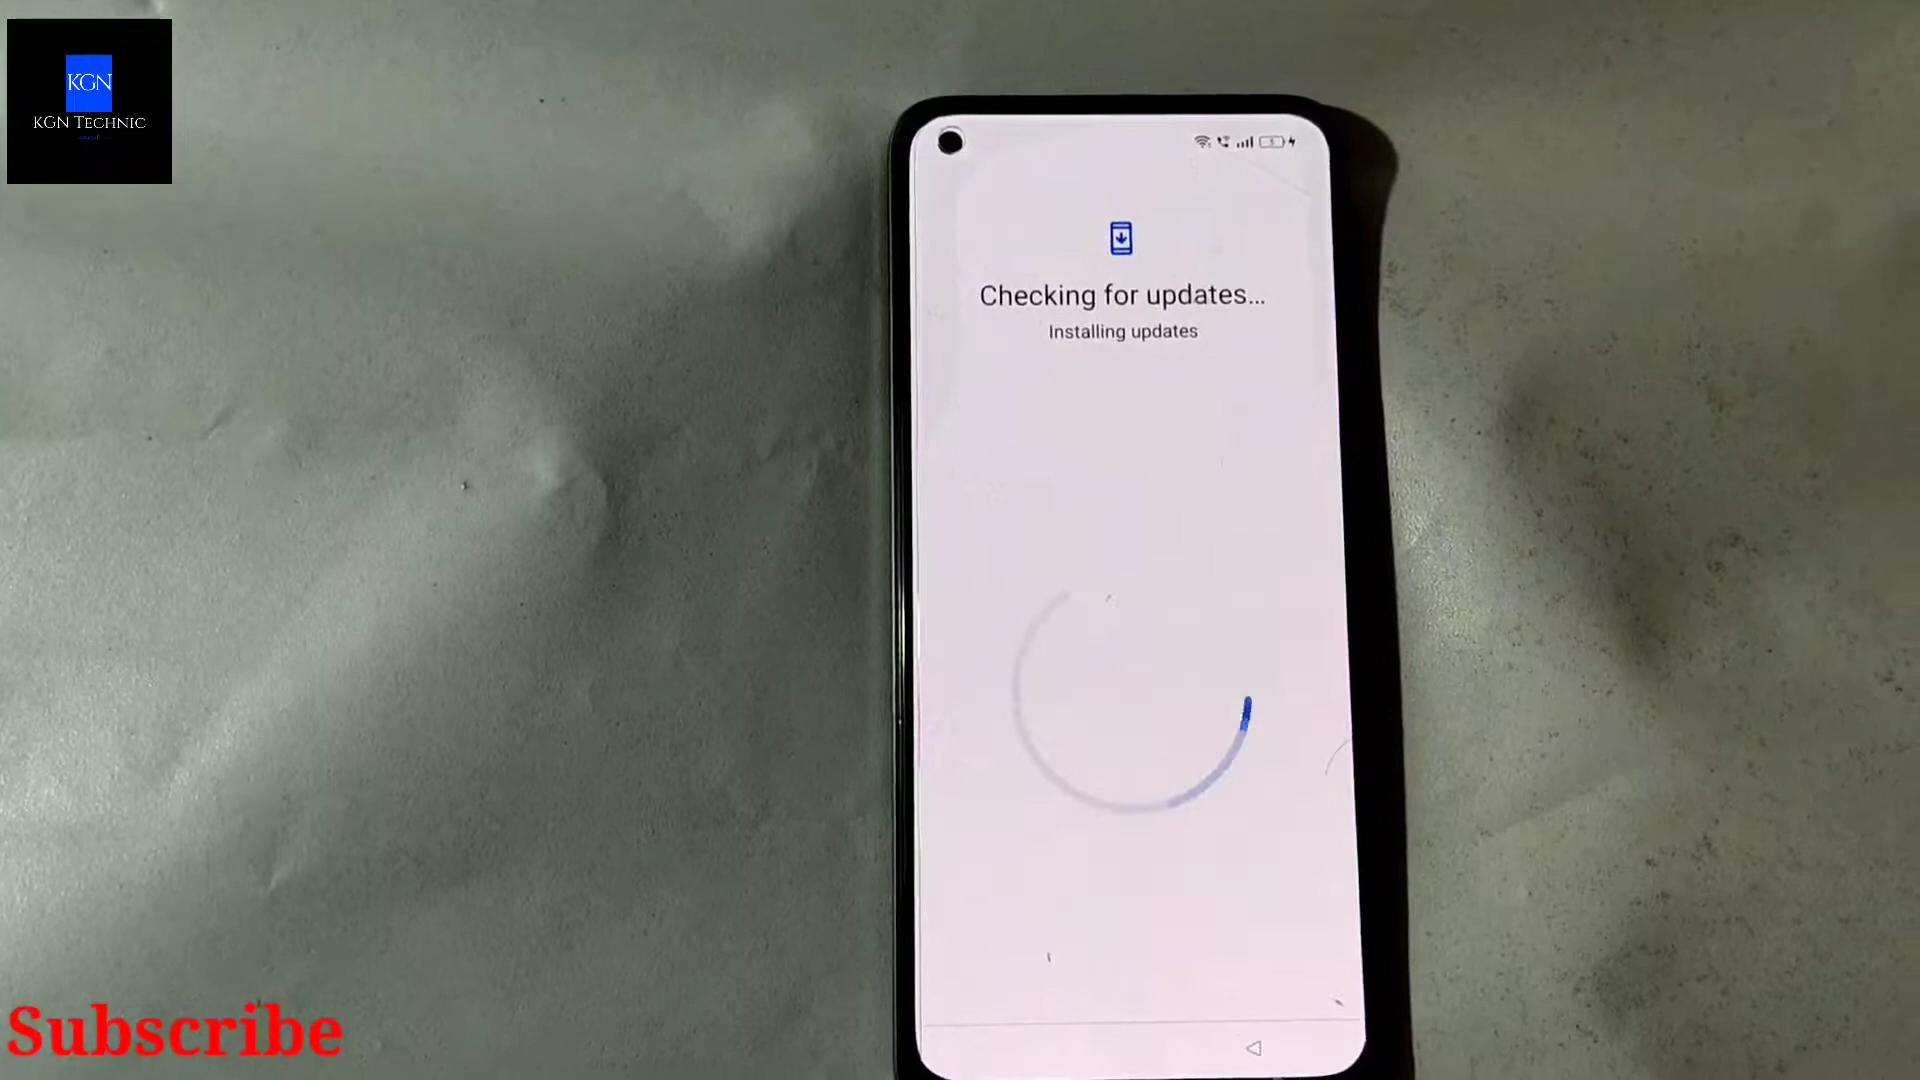 KGN
KGN Technic
Checking for updates...
Installing updates
Subscribe